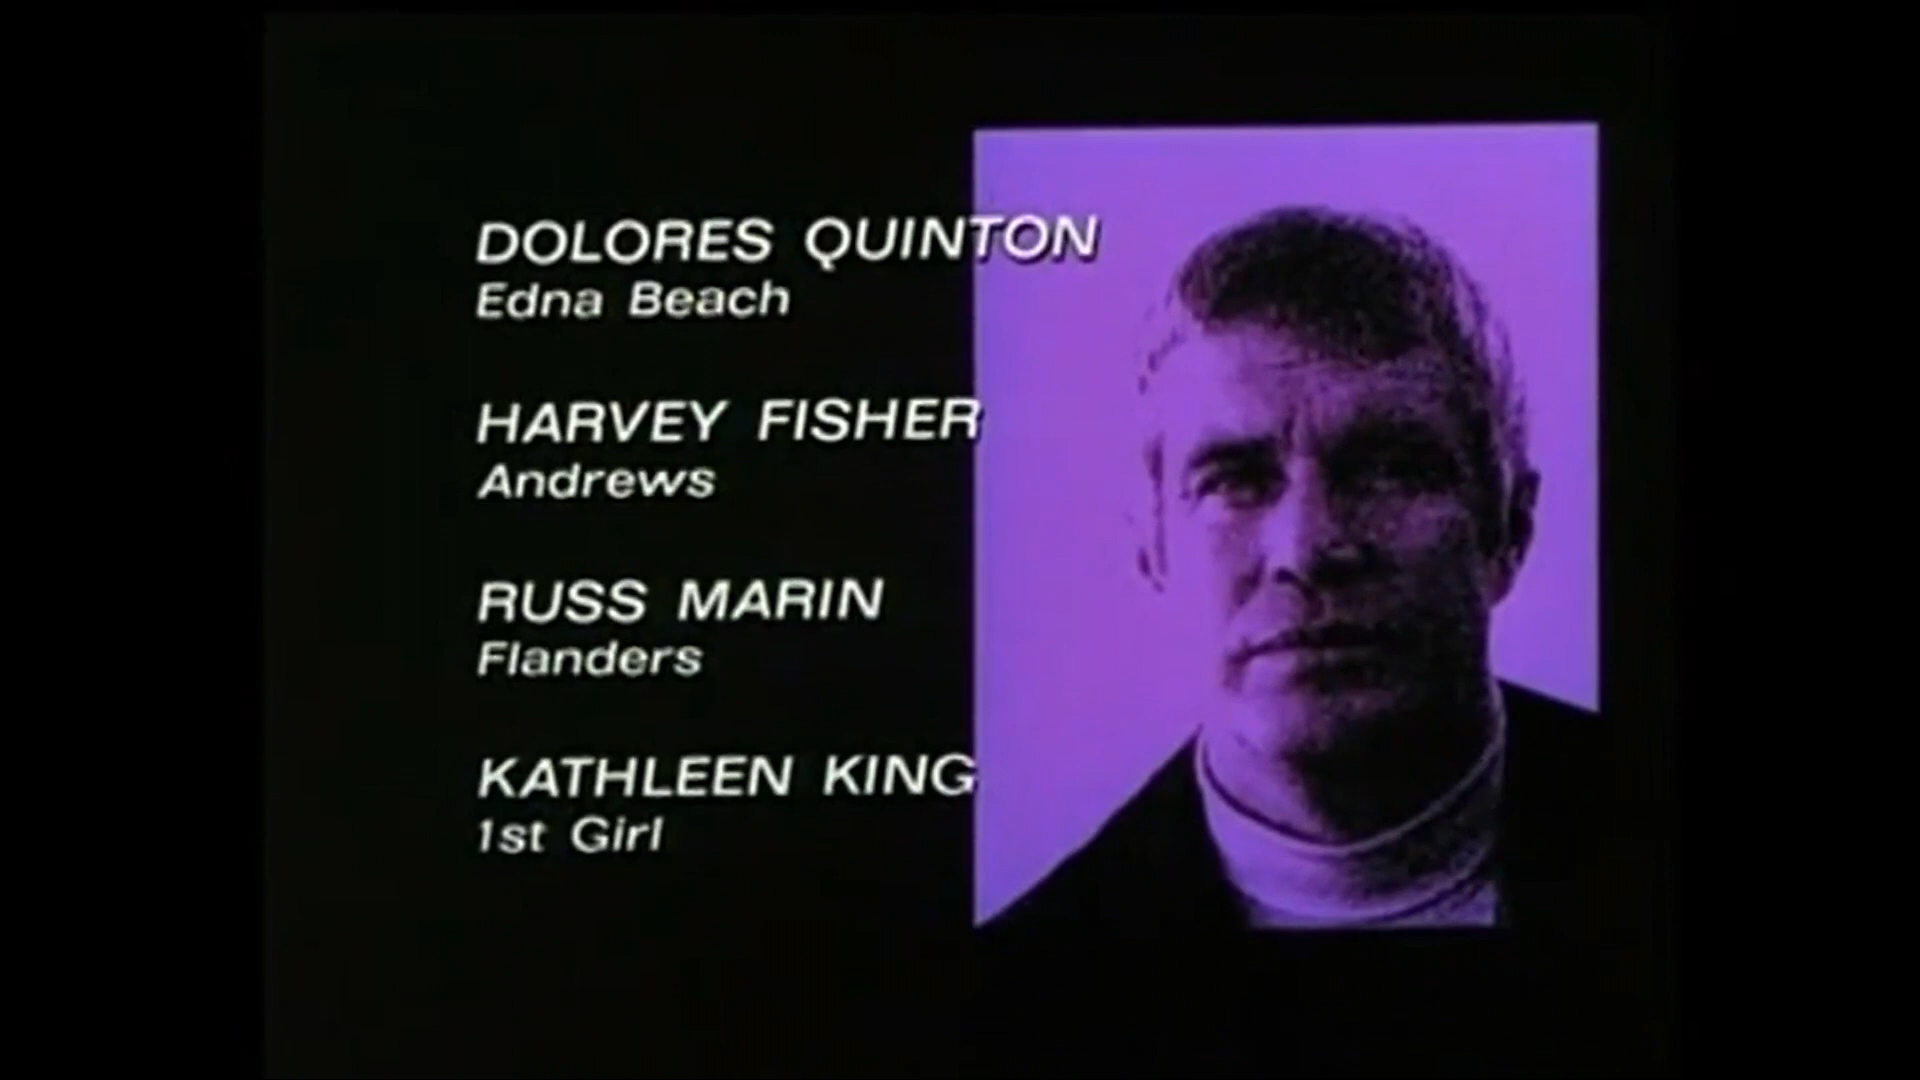 DOLORES QUINTON
Edna Beach
HARVEY FISHER
Andrews
RUSS MARIN
Flanders
KATHLEEN KING
1st Girl